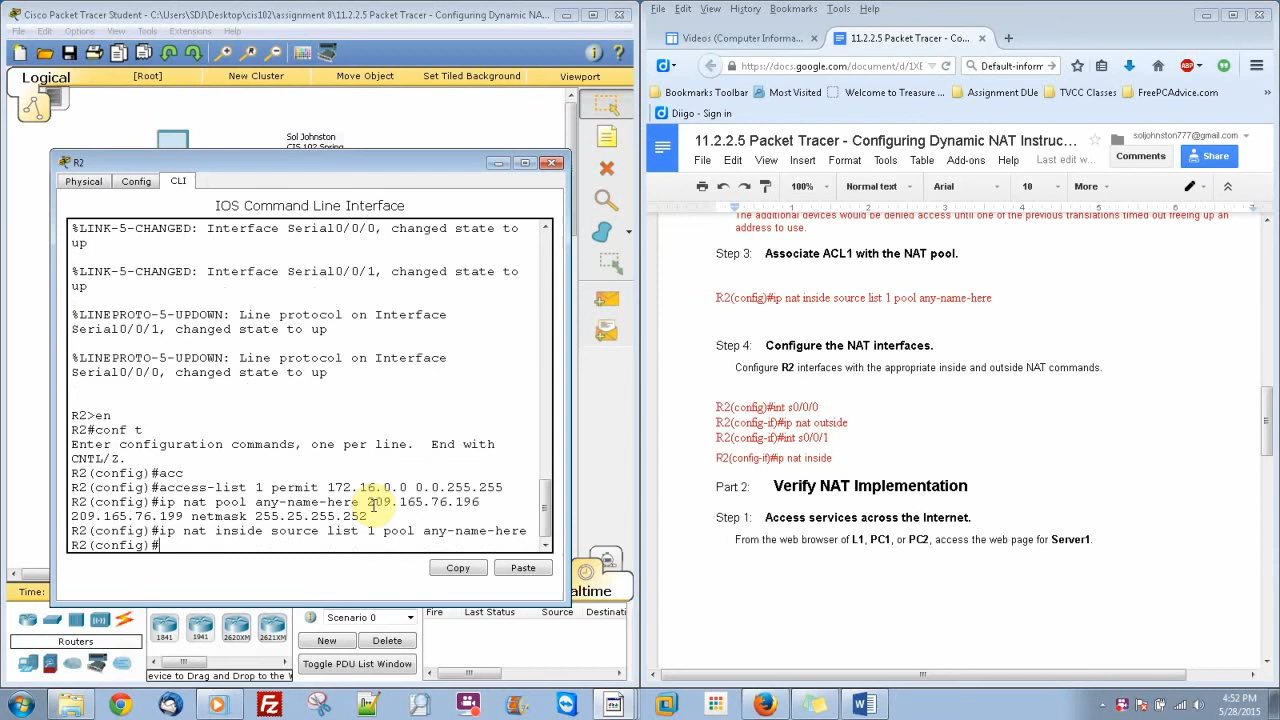 Cisco Packet Tracer Student - C:\Users\SDJ\Desktop\cis102\assignment 8\11.2.2.5 Packet Tracer - Configuring Dynamic NA...
File Edit Options View Tools Extensions Help
Logical [Root] New Cluster Move Object Set Tiled Background Viewport
Sol Johnston
CIS 102 Spring
R2
Physical Config CLI
IOS Command Line Interface
%LINK-5-CHANGED: Interface Serial0/0/0, changed state to
up
%LINK-5-CHANGED: Interface Serial0/0/1, changed state to
up
%LINEPROTO-5-UPDOWN: Line protocol on Interface
Serial0/0/1, changed state to up
%LINEPROTO-5-UPDOWN: Line protocol on Interface
Serial0/0/0, changed state to up
R2>en
R2#conf t
Enter configuration commands, one per line. End with
CNTL/Z.
R2(config)#acc
R2(config)#access-list 1 permit 172.16.0.0 0.0.255.255
R2(config)#ip nat pool any-name-here 209.165.76.196
209.165.76.199 netmask 255.25.255.252
R2(config)#ip nat inside source list 1 pool any-name-here
R2(config)#
Copy Paste
Time:
ealtime
Routers
1841 1941 2620XM 2621XM
evice to Drag and Drop to the W
Scenario 0
New Delete
Toggle PDU List Window
Fire Last Status Source Destinati
File Edit View History Bookmarks Tools Help
Videos (Computer Informa...
11.2.2.5 Packet Tracer - Co...
https://docs.google.com/document/d/1XE
Default-inform
Bookmarks Toolbar Most Visited Welcome to Treasure ... Assignment DUe TVCC Classes FreePCAdvice.com
Diigo - Sign in
11.2.2.5 Packet Tracer - Configuring Dynamic NAT Instruc...
soljohnston777@gmail.com
File Edit View Insert Format Tools Table Add-ons Help Last edit w
Comments Share
100% Normal text Arial 10 More
The additional devices would be denied access until one of the previous translations timed out freeing up an
address to use.
Step 3: Associate ACL1 with the NAT pool.
R2(config)#ip nat inside source list 1 pool any-name-here
Step 4: Configure the NAT interfaces.
Configure R2 interfaces with the appropriate inside and outside NAT commands.
R2(config)#int s0/0/0
R2(config-if)#ip nat outside
R2(config-if)#int s0/0/1
R2(config-if)#ip nat inside
Part 2: Verify NAT Implementation
Step 1: Access services across the Internet.
From the web browser of L1, PC1, or PC2, access the web page for Server1.
4:52 PM
5/28/2015